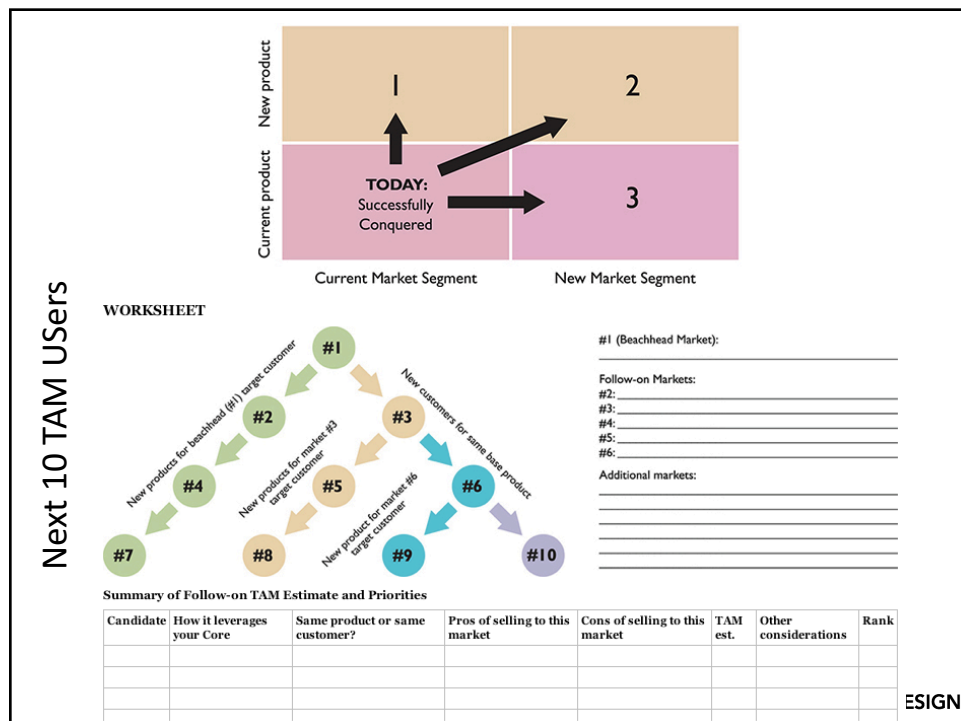 Next 10 TAM USers
New product
Current product
1
2
3
TODAY:
Successfully
Conquered
Current Market Segment
New Market Segment
WORKSHEET
New products for beachhead (#1) target customer
New products for market #3
target customer
New product for market #6
target customer
New customers for same base product
#1
#2
#3
#4
#5
#6
#7
#8
#9
#10
#1 (Beachhead Market):
Follow-on Markets:
#2:
#3:
#4:
#5:
#6:
Additional markets:
Summary of Follow-on TAM Estimate and Priorities
Candidate
How it leverages
your Core
Same product or same
customer?
Pros of selling to this
market
Cons of selling to this
market
TAM
est.
Other
considerations
Rank
ESIGN